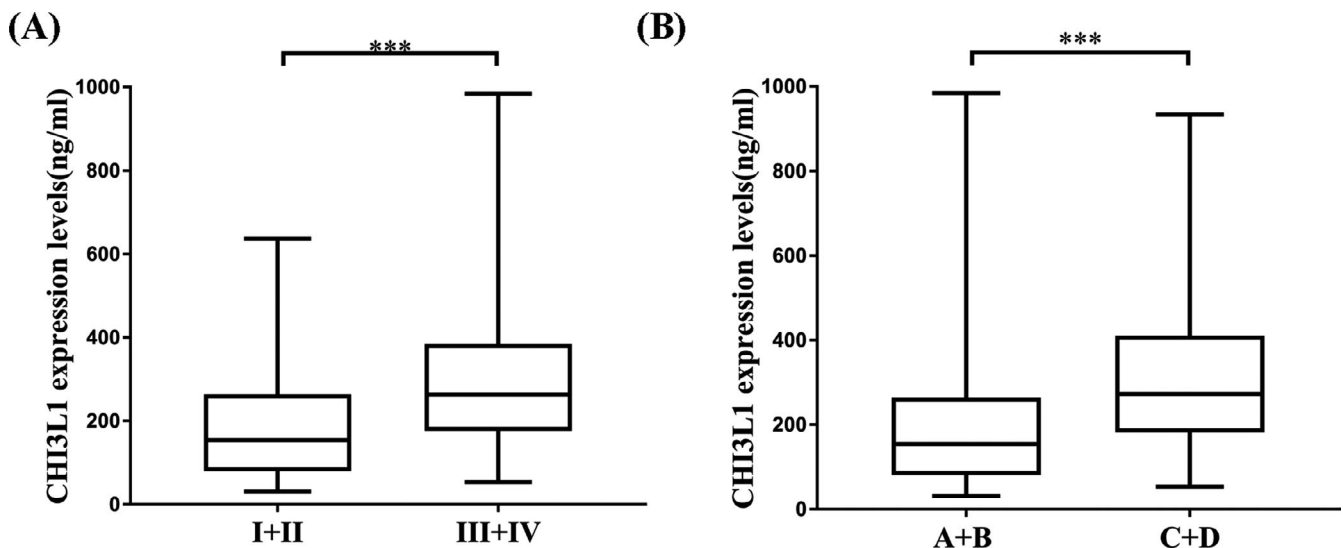 (A)
***
CHI3L1 expression levels(ng/ml)
1000
800
600
400
200
0
I+II
III+IV
(B)
***
CHI3L1 expression levels(ng/ml)
1000
800
600
400
200
0
A+B
C+D